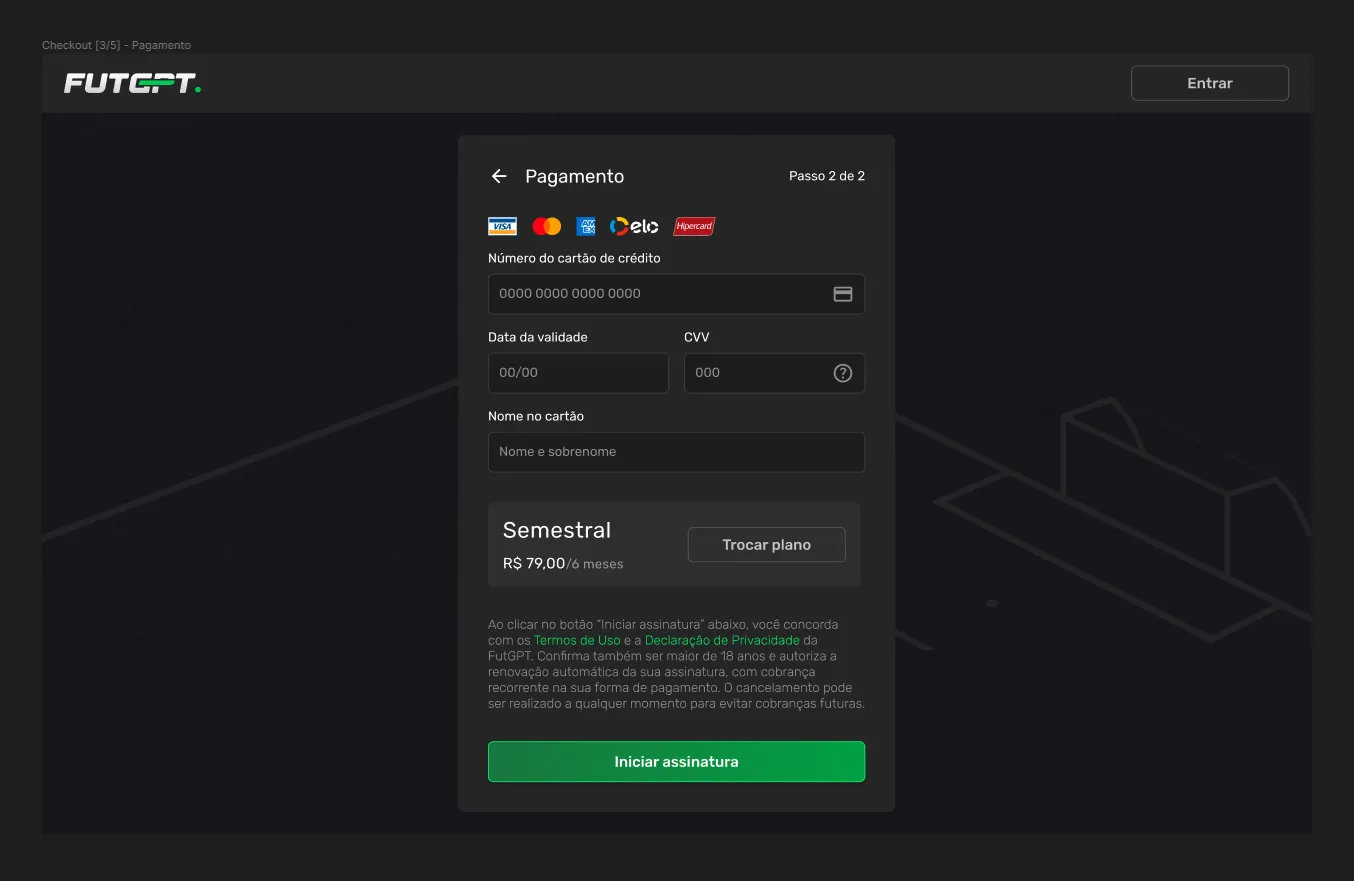 Checkout [3/5] - Pagamento
FUTGPT.
Entrar
Pagamento
Passo 2 de 2
VISA
AM
EX
elo
Hipercard
Número do cartão de crédito
0000 0000 0000 0000
Data da validade
CVV
00/00
000
?
Nome no cartão
Nome e sobrenome
Semestral
R$ 79,00/6 meses
Trocar plano
Ao clicar no botão “Iniciar assinatura” abaixo, você concorda
com os Termos de Uso e a Declaração de Privacidade da
FutGPT. Confirma também ser maior de 18 anos e autoriza a
renovação automática da sua assinatura, com cobrança
recorrente na sua forma de pagamento. O cancelamento pode
ser realizado a qualquer momento para evitar cobranças futuras.
Iniciar assinatura